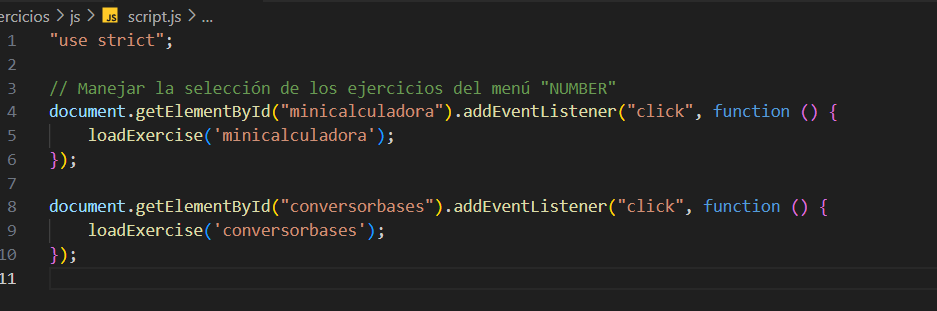 ercicios > js > JS script.js > ...
1 "use strict";
2
3 // Manejar la selección de los ejercicios del menú "NUMBER"
4 document.getElementById("minicalculadora").addEventListener("click", function () {
5     loadExercise('minicalculadora');
6 });
7
8 document.getElementById("conversorbases").addEventListener("click", function () {
9     loadExercise('conversorbases');
10 });
11